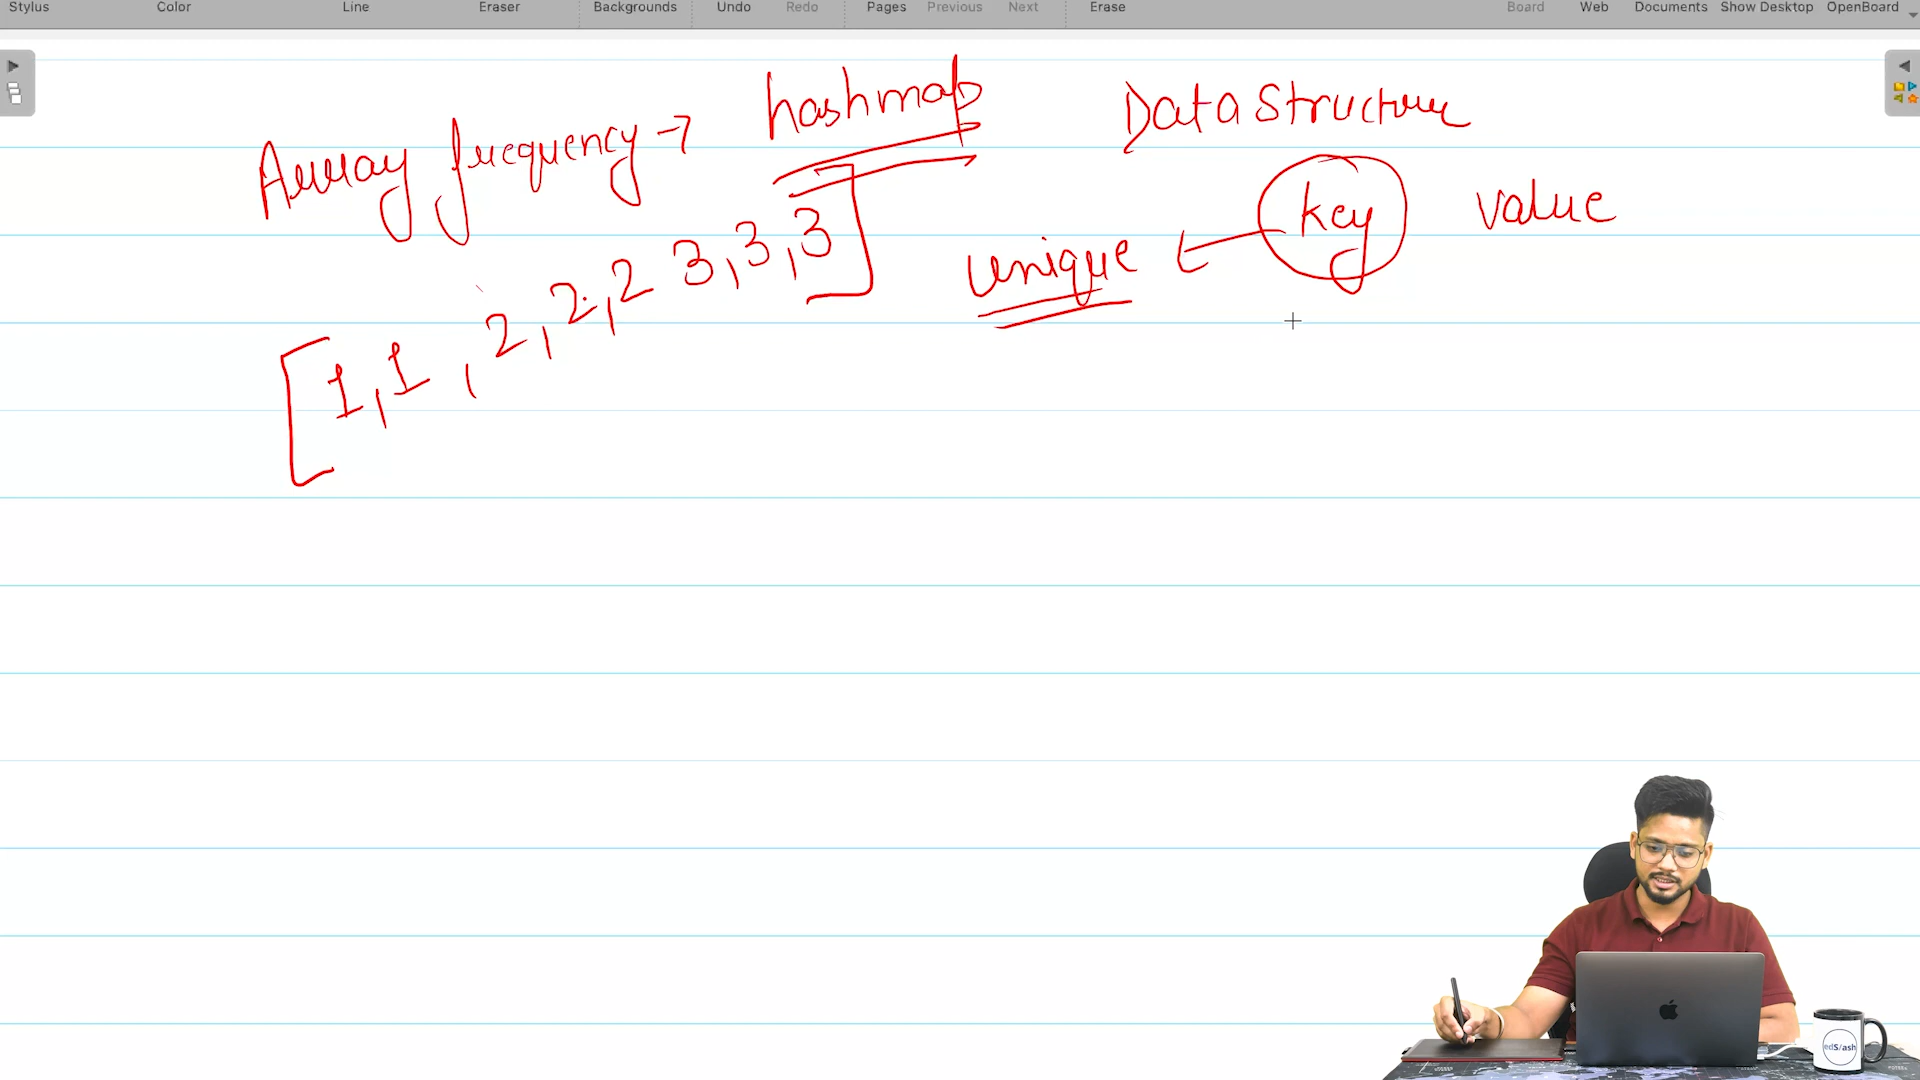 Stylus Color Line Eraser Backgrounds Undo Redo Pages Previous Next Erase Board Web Documents Show Desktop OpenBoard
Array frequency → hashmap
[1,1,2,2,2 3,3,3]
Data Structure
key value
unique
edSlash